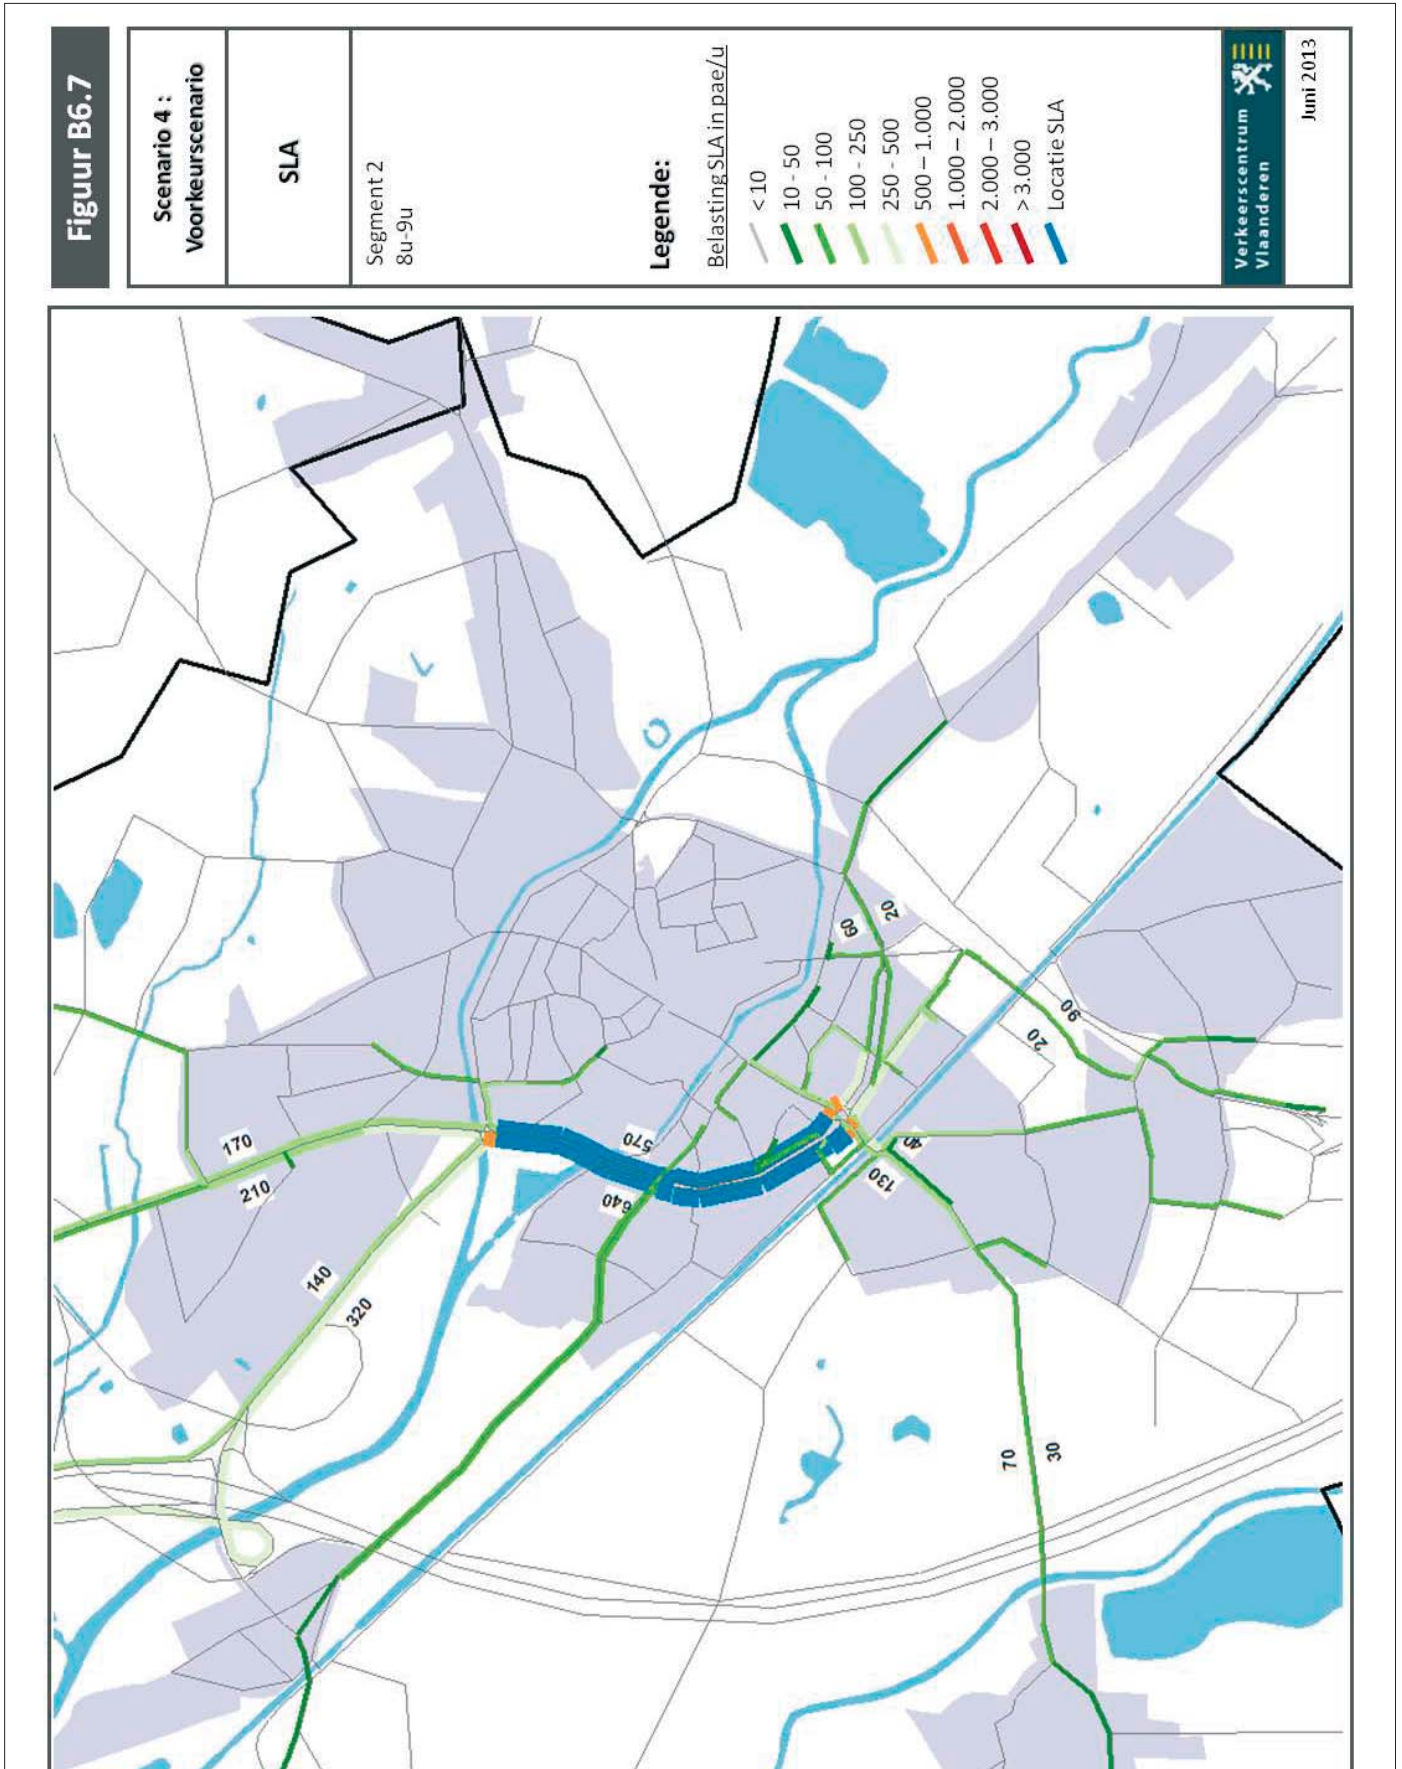 Figuur B6.7
Scenario 4 :
Voorkeurscenario
SLA
Segment 2
8u-9u
Legende:
Belasting SLA in pae/u
<10
10 - 50
50 - 100
100 - 250
250 - 500
500 – 1.000
1.000 – 2.000
2.000 – 3.000
> 3.000
Locatie SLA
Verkeerscentrum
Vlaanderen
Juni 2013
170
210
140
320
570
640
60
20
90
20
40
130
70
30